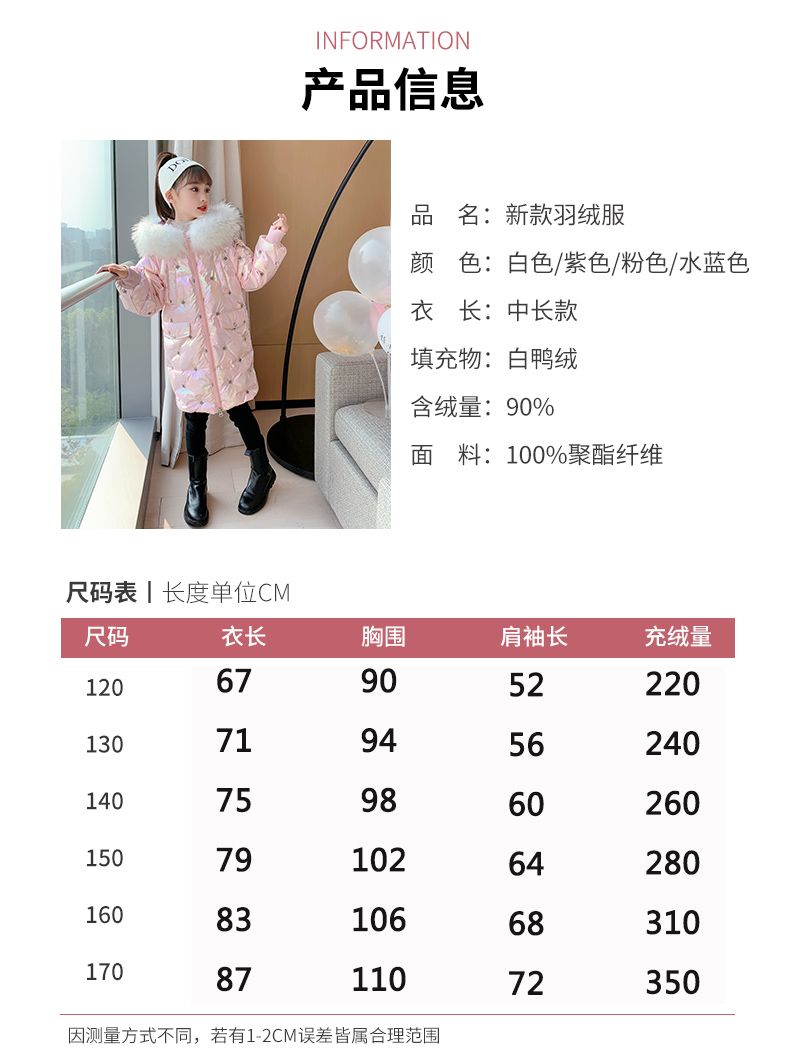 INFORMATION
产品信息
DO
品 名：新款羽绒服
颜 色：白色/紫色/粉色/水蓝色
衣 长：中长款
填充物：白鸭绒
含绒量：90%
面 料：100%聚酯纤维
尺码表丨长度单位CM
尺码 衣长 胸围 肩袖长 充绒量
120 67 90 52 220
130 71 94 56 240
140 75 98 60 260
150 79 102 64 280
160 83 106 68 310
170 87 110 72 350
因测量方式不同，若有1-2CM误差皆属合理范围